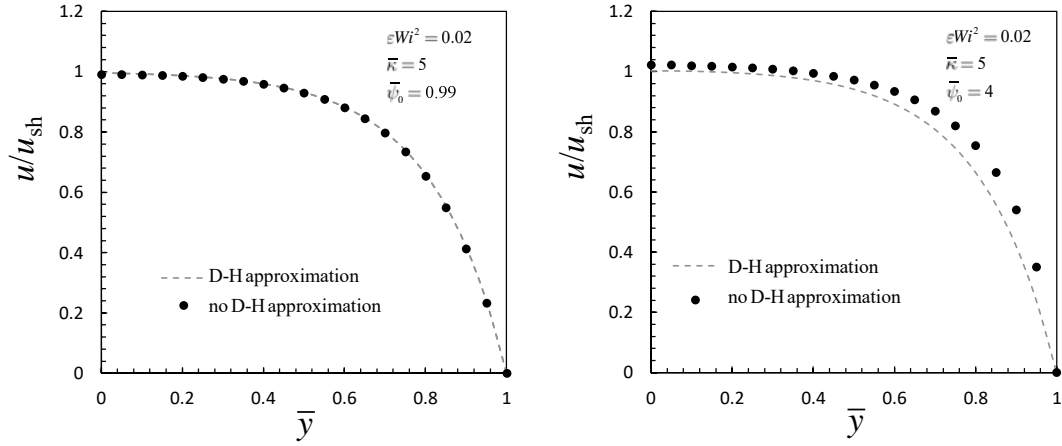 1.2
1
0.8
0.6
0.4
0.2
0
u/u_sh
εWi² = 0.02
κ̅ = 5
ψ̅₀ = 0.99
D-H approximation
no D-H approximation
0 0.2 0.4 0.6 0.8 1
y̅
1.2
1
0.8
0.6
0.4
0.2
0
u/u_sh
εWi² = 0.02
κ̅ = 5
ψ̅₀ = 4
D-H approximation
no D-H approximation
0 0.2 0.4 0.6 0.8 1
y̅